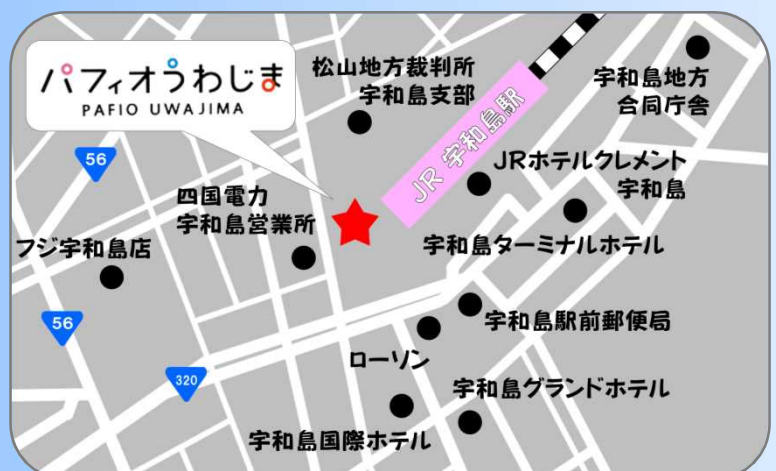 パフィオうわじま
PAFIO UWAJIMA
松山地方裁判所
宇和島支部
JR 宇和島駅
宇和島地方
合同庁舎
56
四国電力
宇和島営業所
JRホテルクレメント
宇和島
フジ宇和島店
宇和島ターミナルホテル
56
宇和島駅前郵便局
ローソン
320
宇和島グランドホテル
宇和島国際ホテル